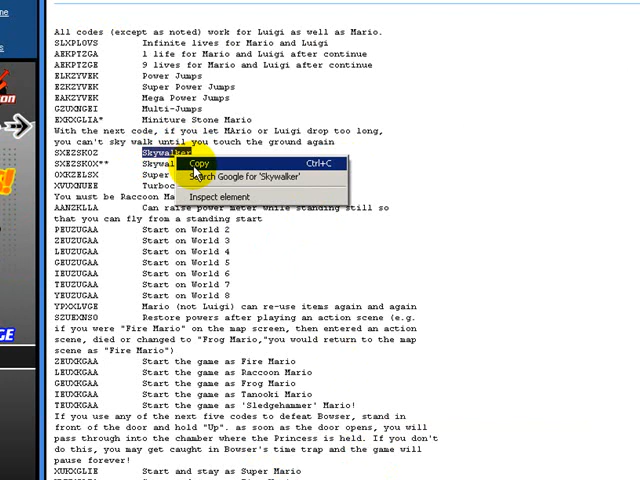 All codes (except as noted) work for Luigi as well as Mario.
SLXPLOVS Infinite lives for Mario and Luigi
AEKPTZGA 1 life for Mario and Luigi after continue
AEKPTZGE 9 lives for Mario and Luigi after continue
ELKZYVEK Power Jumps
EZKZYVEK Super Power Jumps
EAKZYVEK Mega Power Jumps
GZUXNGEI Multi-Jumps
EXKXGLIA* Miniture Stone Mario
With the next code, if you let MArio or Luigi drop too long,
you can't sky walk until you touch the ground again
SXEZSKOZ Skywalker
SXEZSKOX** Skywal
Copy Ctrl+C
OXKZELSX Super
Search Google for 'Skywalker'
XVUXNUEE Turboc
You must be Raccoon Ma
Inspect element
AANZKLLA Can raise power meter while standing still so
that you can fly from a standing start
PEUZUGAA Start on World 2
ZEUZUGAA Start on World 3
LEUZUGAA Start on World 4
GEUZUGAA Start on World 5
IEUZUGAA Start on World 6
TEUZUGAA Start on World 7
YEUZUGAA Start on World 8
YPXXLVGE Mario (not Luigi) can re-use items again and again
SZUEXNSO Restore powers after playing an action scene (e.g.
if you were "Fire Mario" on the map screen, then entered an action
scene, died or changed to "Frog Mario,"you would return to the map
scene as "Fire Mario")
ZEUXKGAA Start the game as Fire Mario
LEUXKGAA Start the game as Raccoon Mario
GEUXKGAA Start the game as Frog Mario
IEUXKGAA Start the game as Tanooki Mario
TEUXKGAA Start the game as 'Sledgehammer' Mario!
If you use any of the next five codes to defeat Bowser, stand in
front of the door and hold "Up". as soon as the door opens, you will
pass through into the chamber where the Princess is held. If you don't
do this, you may get caught in Bowser's time trap and the game will
pause forever!
XUKXGLIE Start and stay as Super Mario